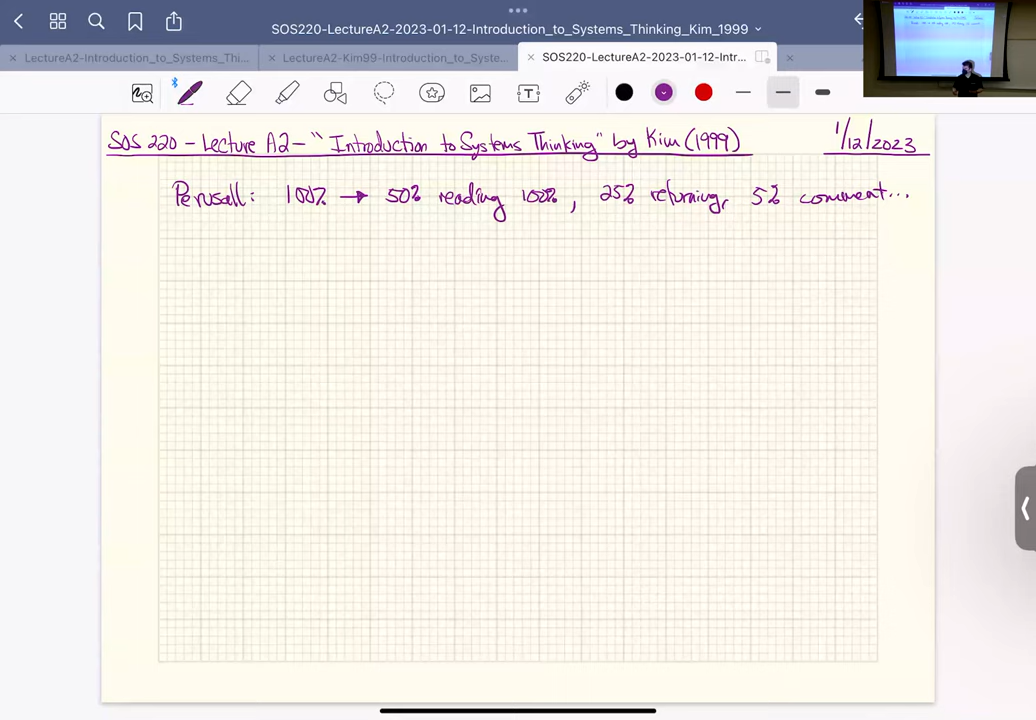 SOS220-LectureA2-2023-01-12-Introduction_to_Systems_Thinking_Kim_1999
LectureA2-Introduction_to_Systems_Thi...
LectureA2-Kim99-Introduction_to_Syste...
SOS220-LectureA2-2023-01-12-Intr...
T
SOS 220 - Lecture A2 - "Introduction to Systems Thinking" by Kim (1999)
1/12/2023
Perusall: 100% → 50% reading 100%, 25% returning, 5% comment...